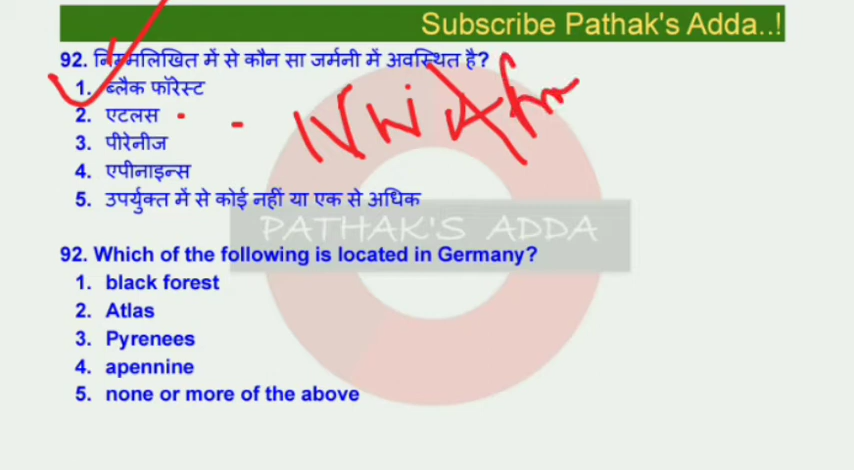 Subscribe Pathak's Adda..!
92. निम्नलिखित में से कौन सा जर्मनी में अवस्थित है?
1. ब्लैक फॉरेस्ट
2. एटलस
3. पीरेनीज
4. एपीनाइन्स
5. उपर्युक्त में से कोई नहीं या एक से अधिक
PATHAK'S ADDA
92. Which of the following is located in Germany?
1. black forest
2. Atlas
3. Pyrenees
4. apennine
5. none or more of the above